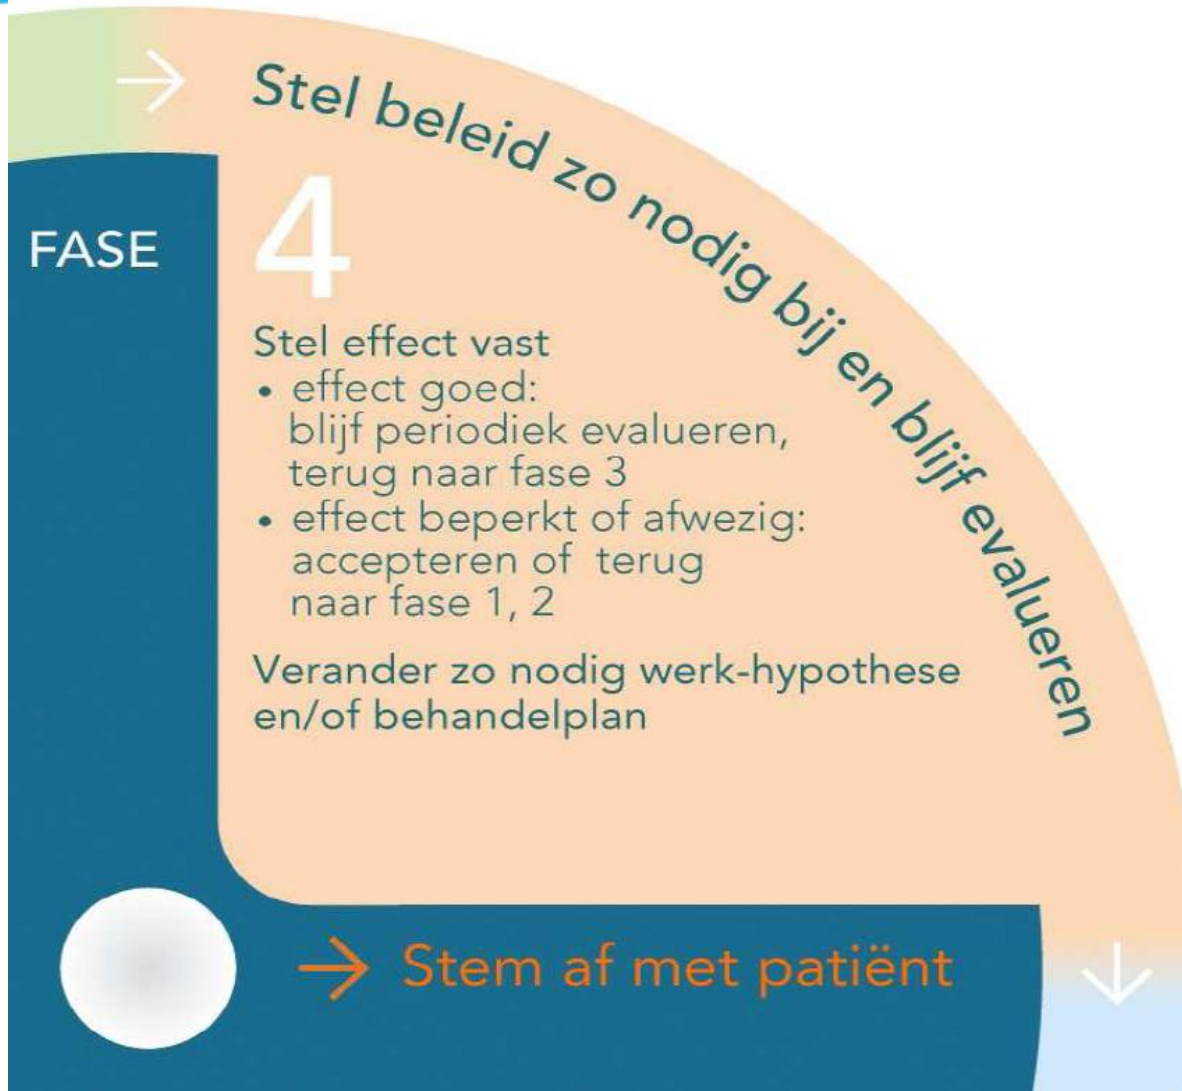 Stel beleid zo nodig bij en blijf evalueren
FASE 4
Stel effect vast
• effect goed:
blijf periodiek evalueren,
terug naar fase 3
• effect beperkt of afwezig:
accepteren of terug
naar fase 1, 2
Verander zo nodig werk-hypothese
en/of behandelplan
→ Stem af met patiënt